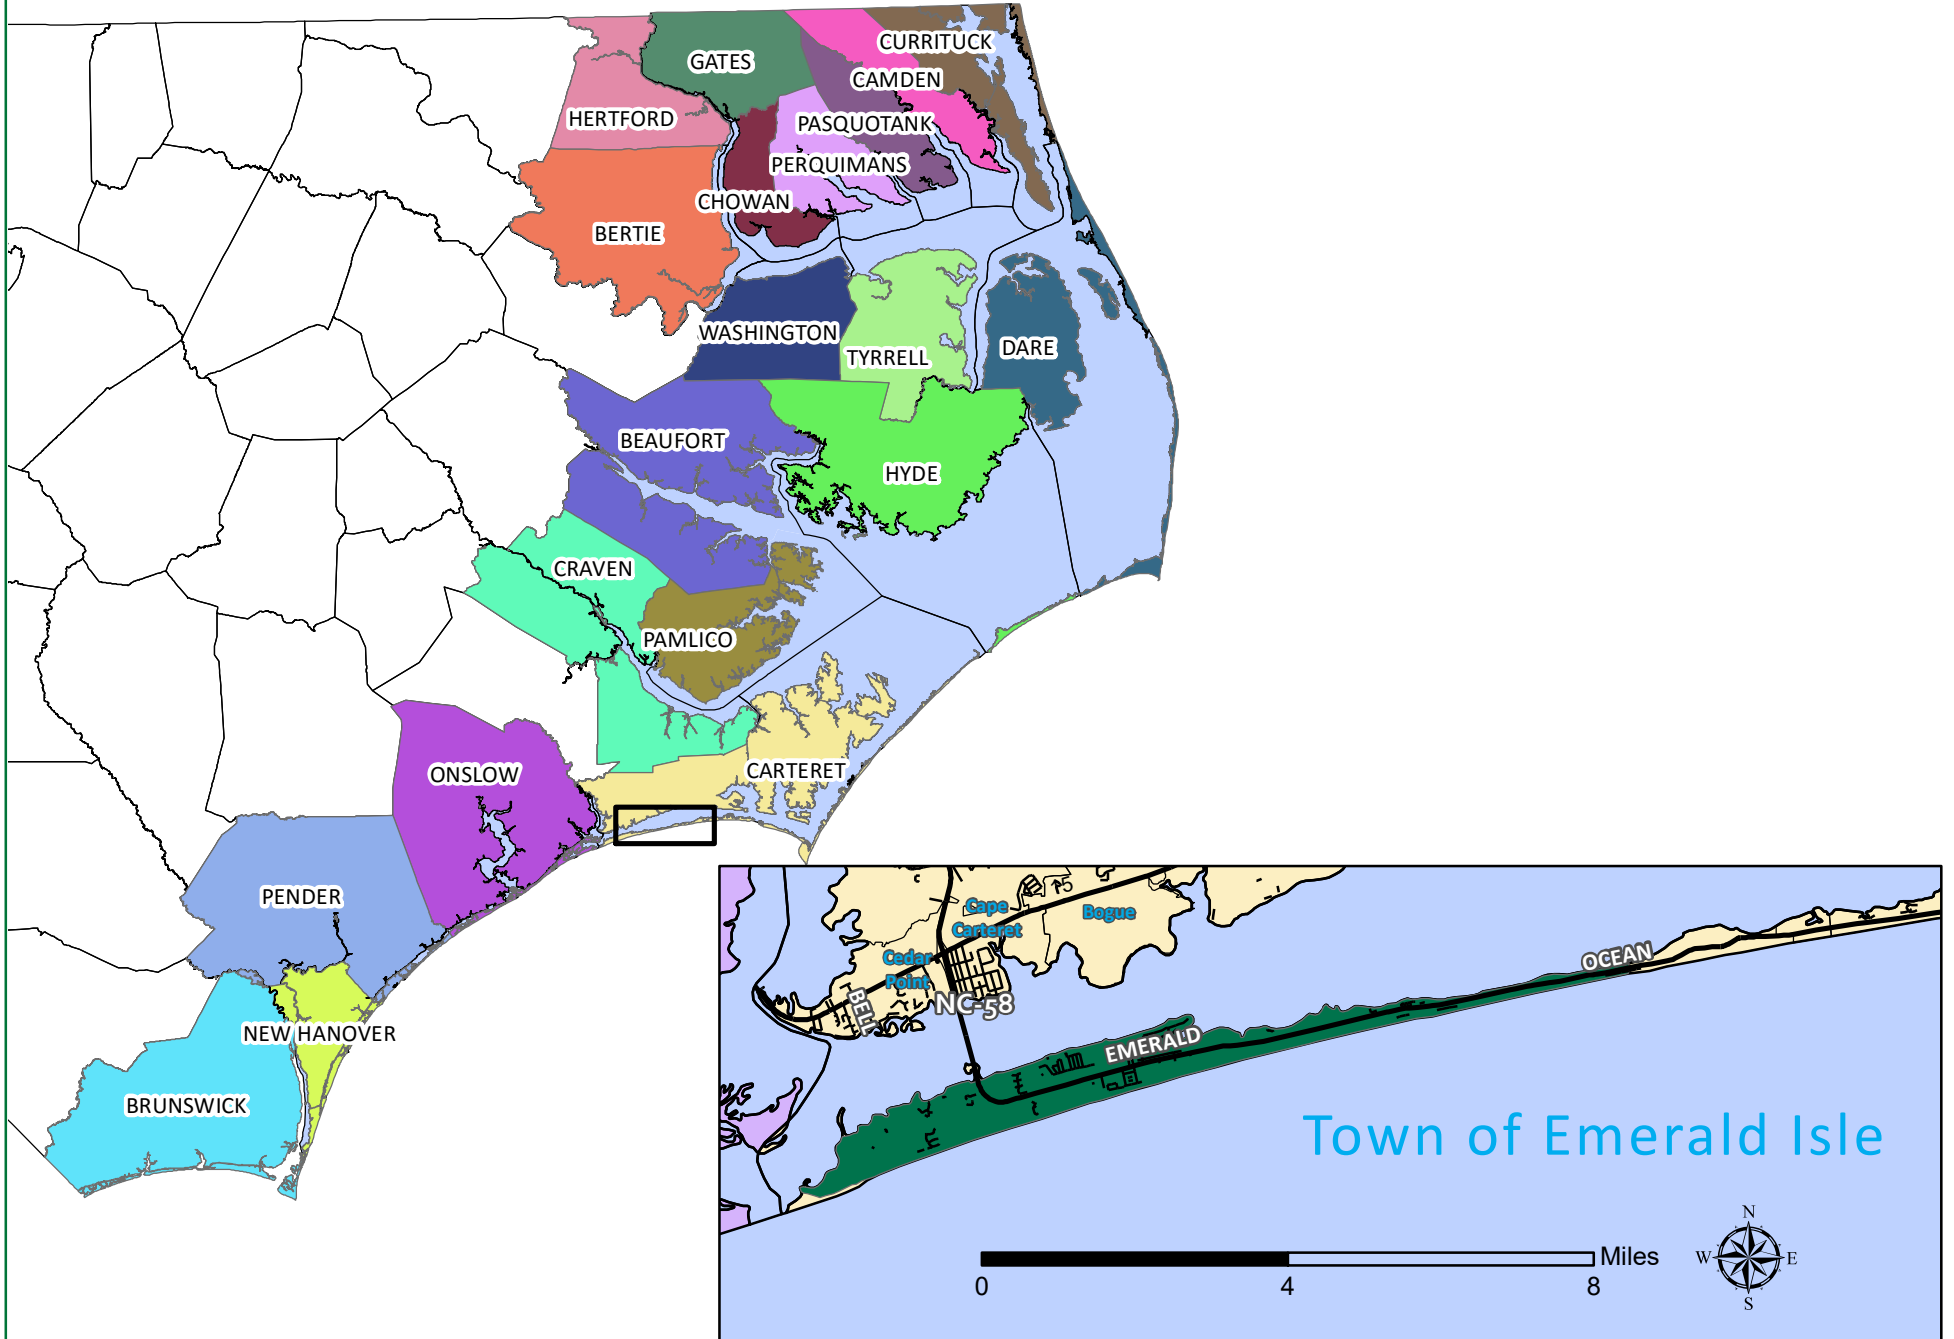 CURRITUCK
GATES
CAMDEN
HERTFORD
PASQUOTANK
PERQUIMANS
CHOWAN
BERTIE
WASHINGTON
TYRRELL
DARE
BEAUFORT
HYDE
CRAVEN
PAMLICO
ONSLOW
CARTERET
PENDER
NEW HANOVER
BRUNSWICK
Cape
Carteret
Bogue
Cedar
Point
BELL
NC-58
OCEAN
EMERALD
Town of Emerald Isle
N
W
E
S
Miles
0
4
8